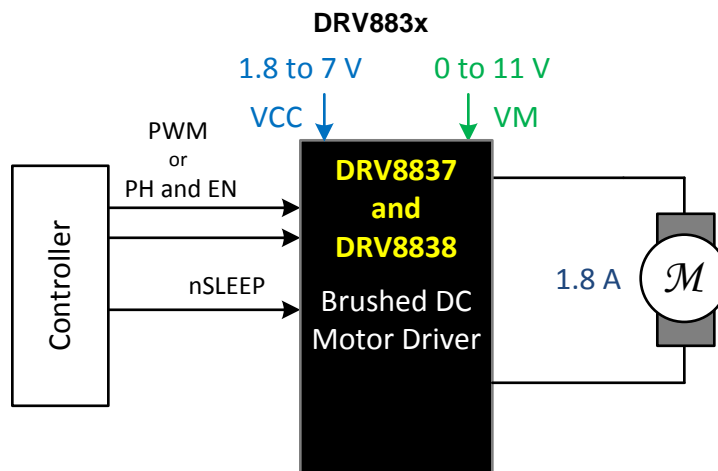 DRV883x
1.8 to 7 V
0 to 11 V
VCC
VM
PWM
or
PH and EN
nSLEEP
Controller
DRV8837
and
DRV8838
Brushed DC
Motor Driver
1.8 A
M